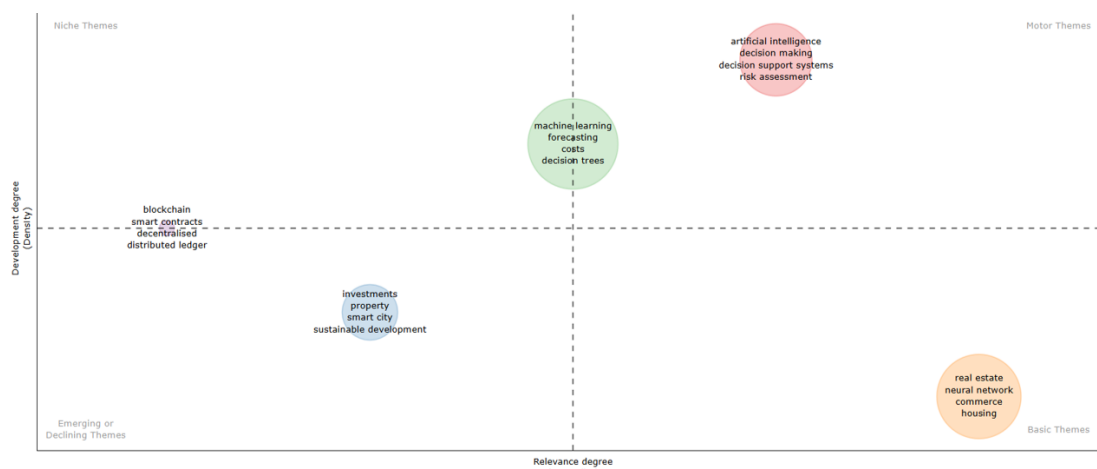 Niche Themes
Motor Themes
artificial intelligence
decision making
decision support systems
risk assessment
machine learning
forecasting
costs
decision trees
blockchain
smart contracts
decentralised
distributed ledger
Development degree
(Density)
investments
property
smart city
sustainable development
real estate
neural network
commerce
housing
Emerging or
Declining Themes
Basic Themes
Relevance degree